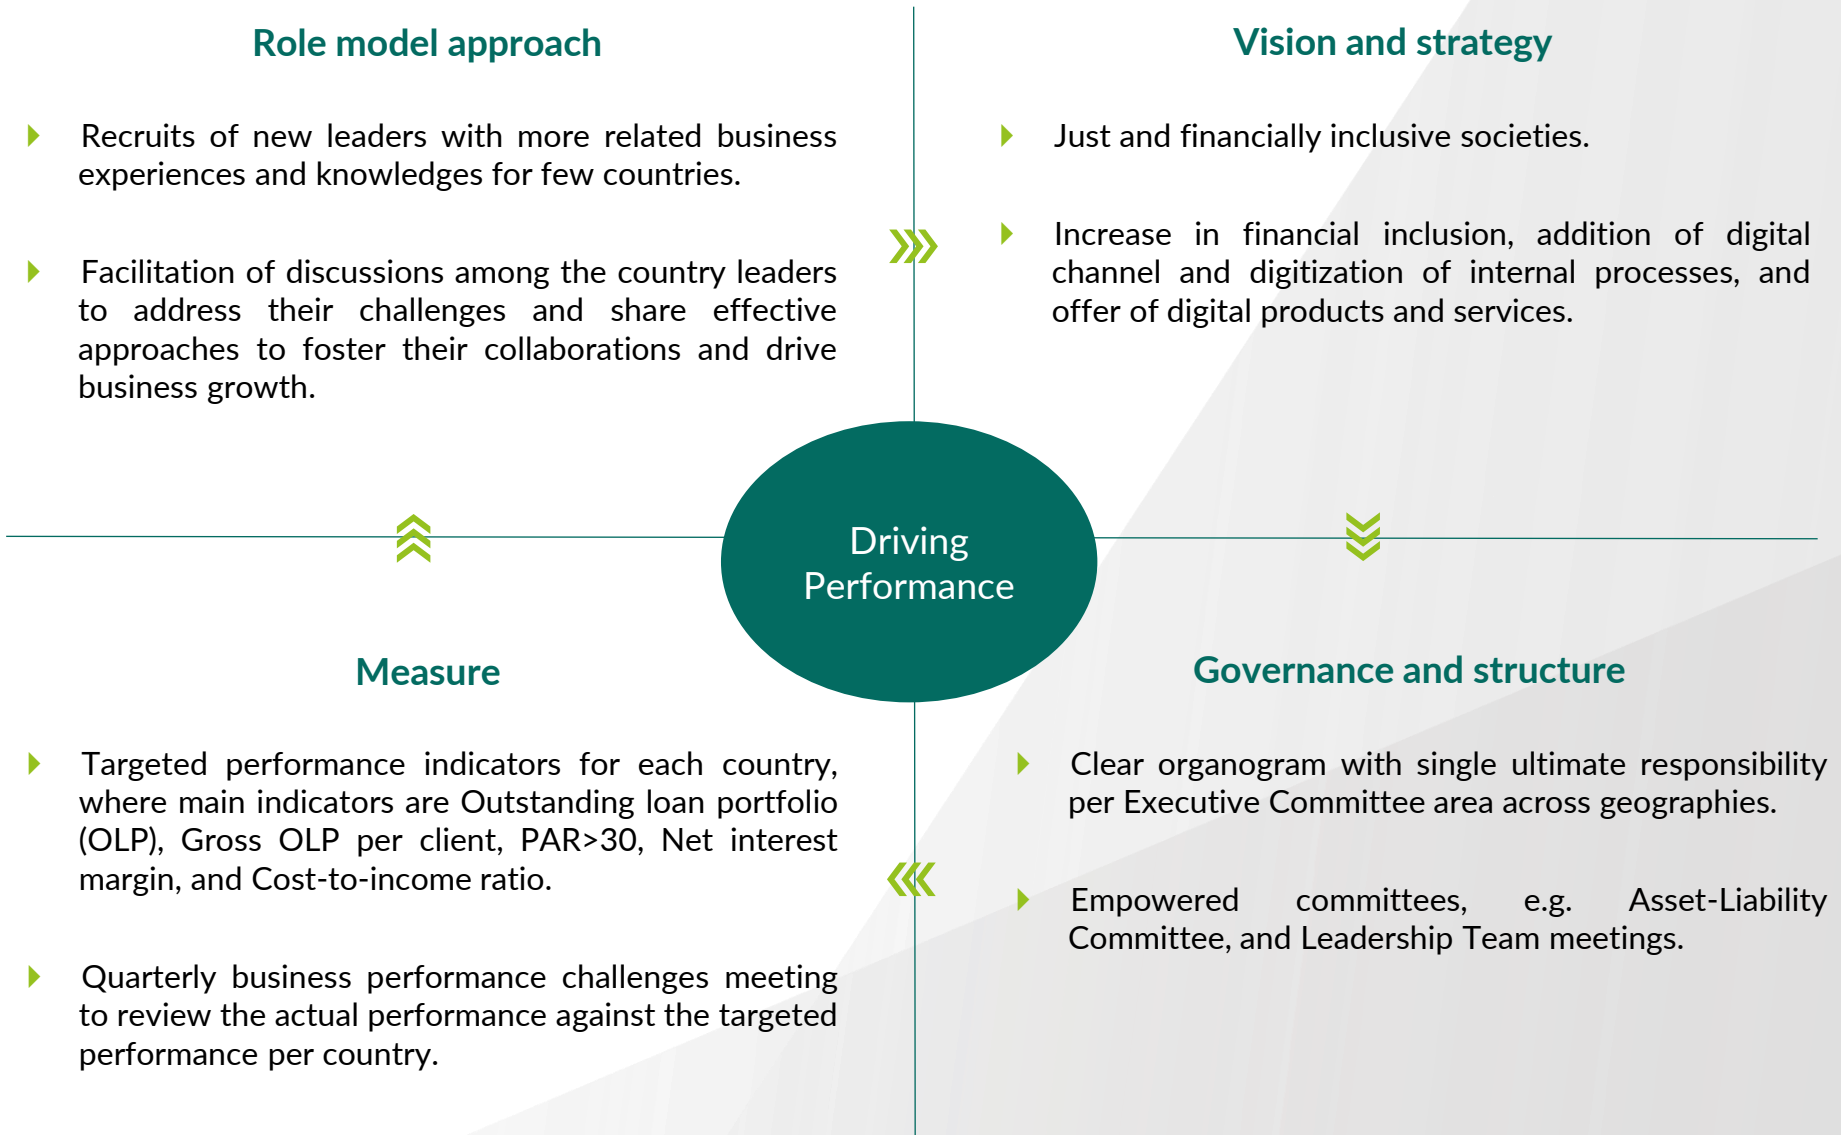 Role model approach
Recruits of new leaders with more related business
experiences and knowledges for few countries.
Facilitation of discussions among the country leaders
to address their challenges and share effective
approaches to foster their collaborations and drive
business growth.
Vision and strategy
Just and financially inclusive societies.
Increase in financial inclusion, addition of digital
channel and digitization of internal processes, and
offer of digital products and services.
Driving
Performance
Measure
Targeted performance indicators for each country,
where main indicators are Outstanding loan portfolio
(OLP), Gross OLP per client, PAR>30, Net interest
margin, and Cost-to-income ratio.
Quarterly business performance challenges meeting
to review the actual performance against the targeted
performance per country.
Governance and structure
Clear organogram with single ultimate responsibility
per Executive Committee area across geographies.
Empowered committees, e.g. Asset-Liability
Committee, and Leadership Team meetings.